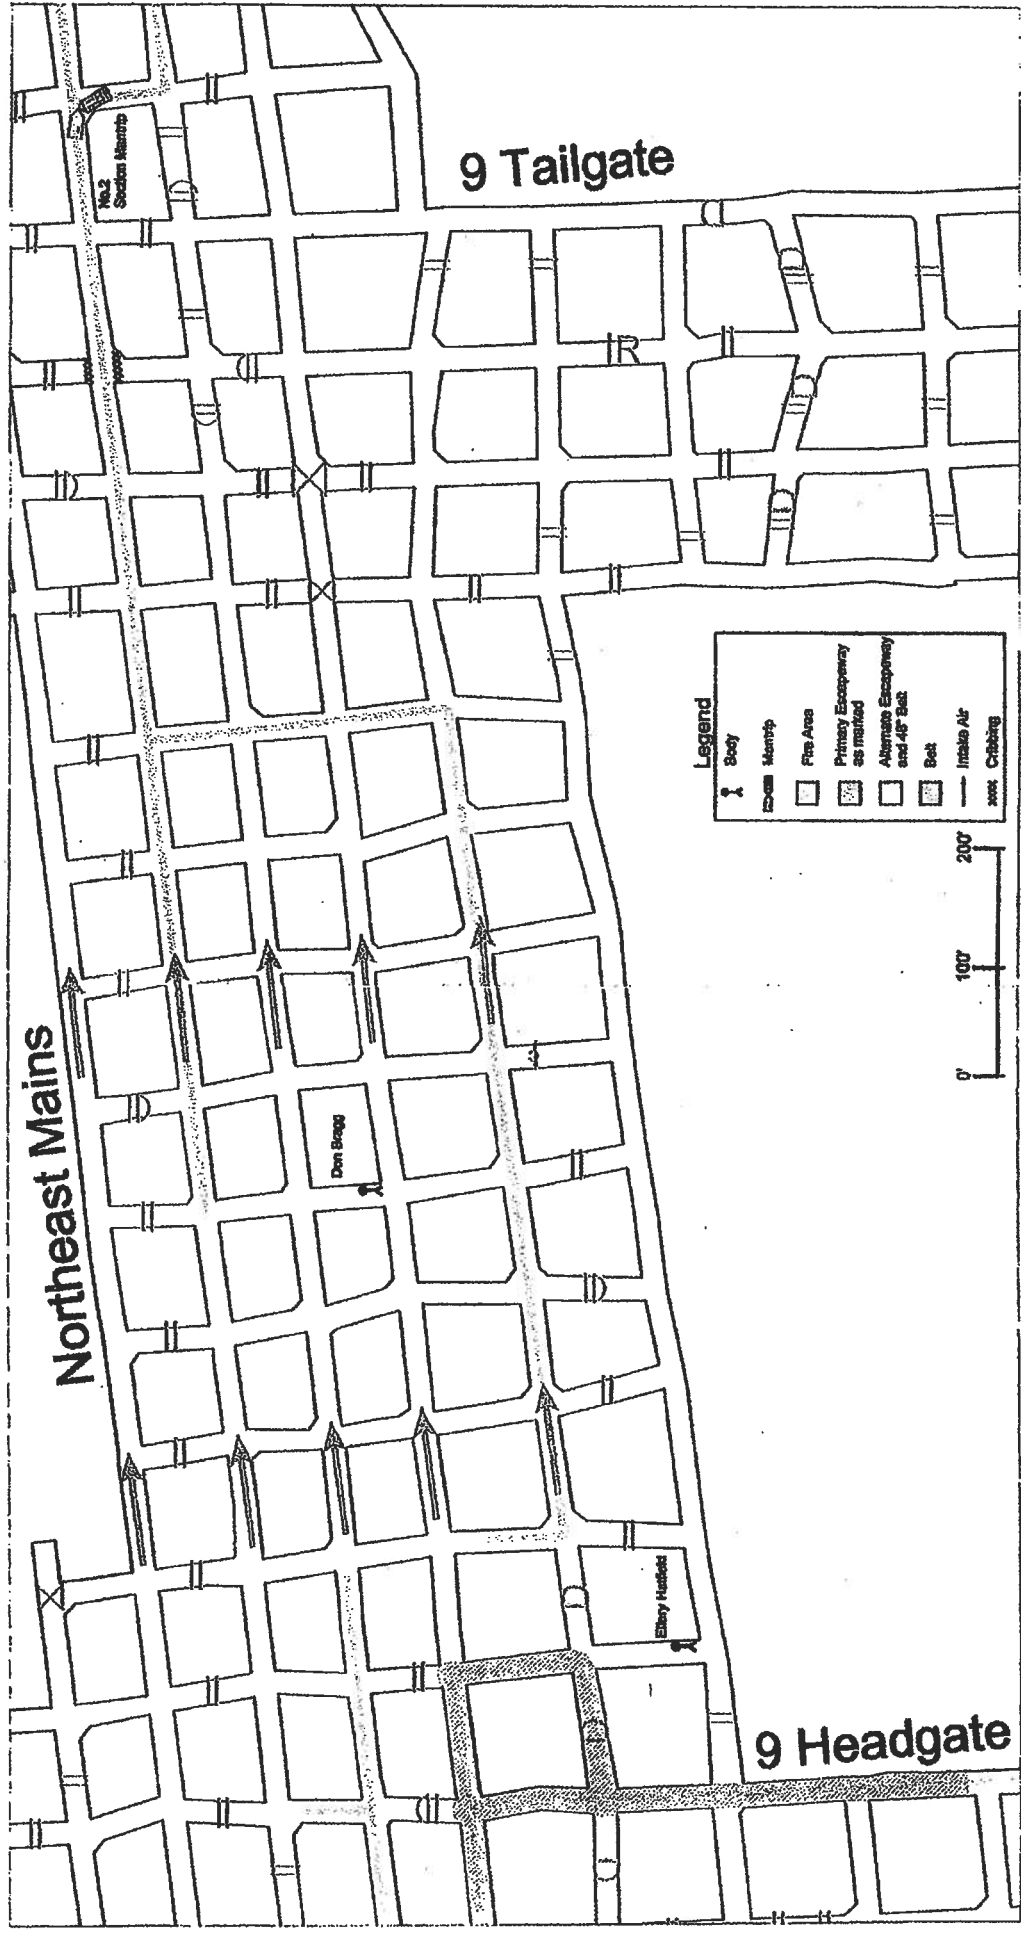 9 Tailgate
No.2
Section Mantrip
R
Northeast Mains
Don Bragg
Ellery Hatfield
9 Headgate
Legend
Body
Mantrip
Fire Area
Primary Escapeway
as marked
Alternate Escapeway
and 48" Belt
Belt
Intake Air
Cribbing
0'
100'
200'